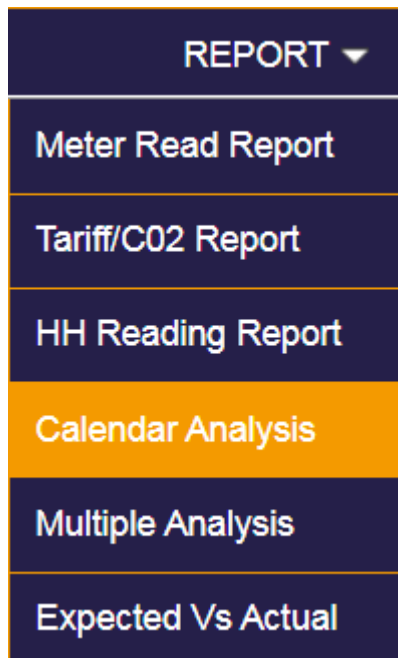 REPORT
Meter Read Report
Tariff/C02 Report
HH Reading Report
Calendar Analysis
Multiple Analysis
Expected Vs Actual